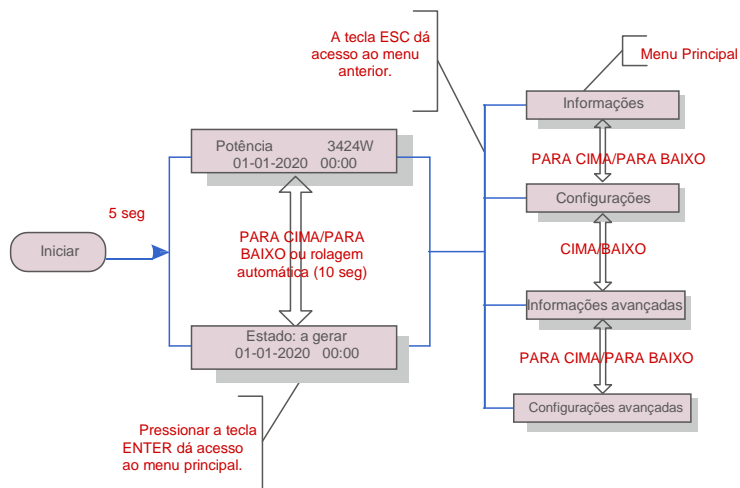 A tecla ESC dá
acesso ao menu
anterior.
Menu Principal
Informações
Potência 3424W
01-01-2020 00:00
PARA CIMA/PARA BAIXO
Configurações
5 seg
Iniciar
PARA CIMA/PARA
BAIXO ou rolagem
automática (10 seg)
CIMA/BAIXO
Informações avançadas
Estado: a gerar
01-01-2020 00:00
PARA CIMA/PARA BAIXO
Configurações avançadas
Pressionar a tecla
ENTER dá acesso
ao menu principal.